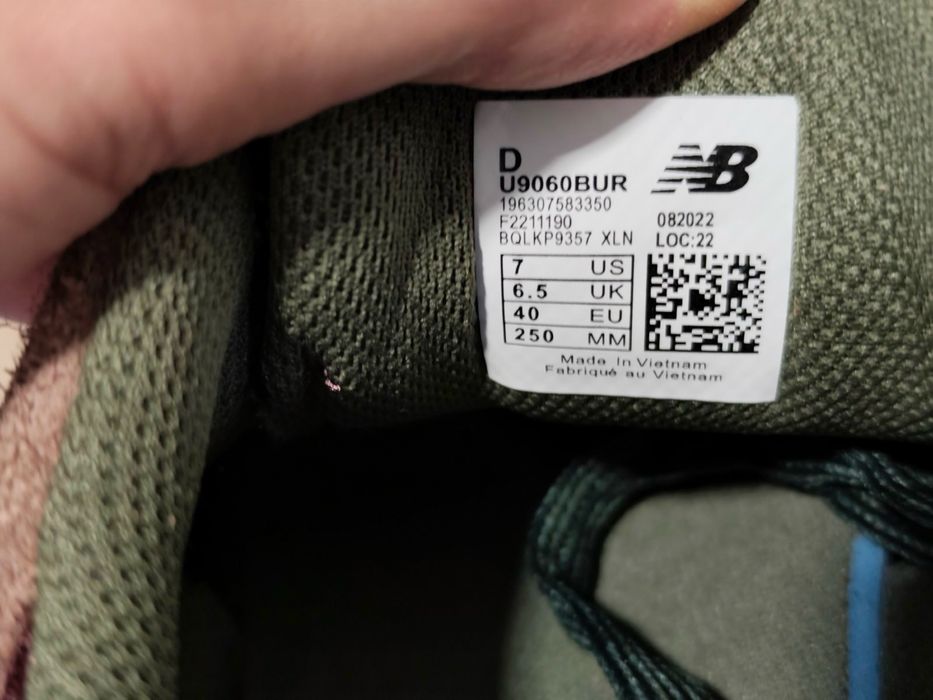 D
U9060BUR
NB
196307583350
F2211190
082022
BQLKP9357 XLN
LOC:22
7 US
6.5 UK
40 EU
250 MM
Made In Vietnam
Fabriqué au Vietnam